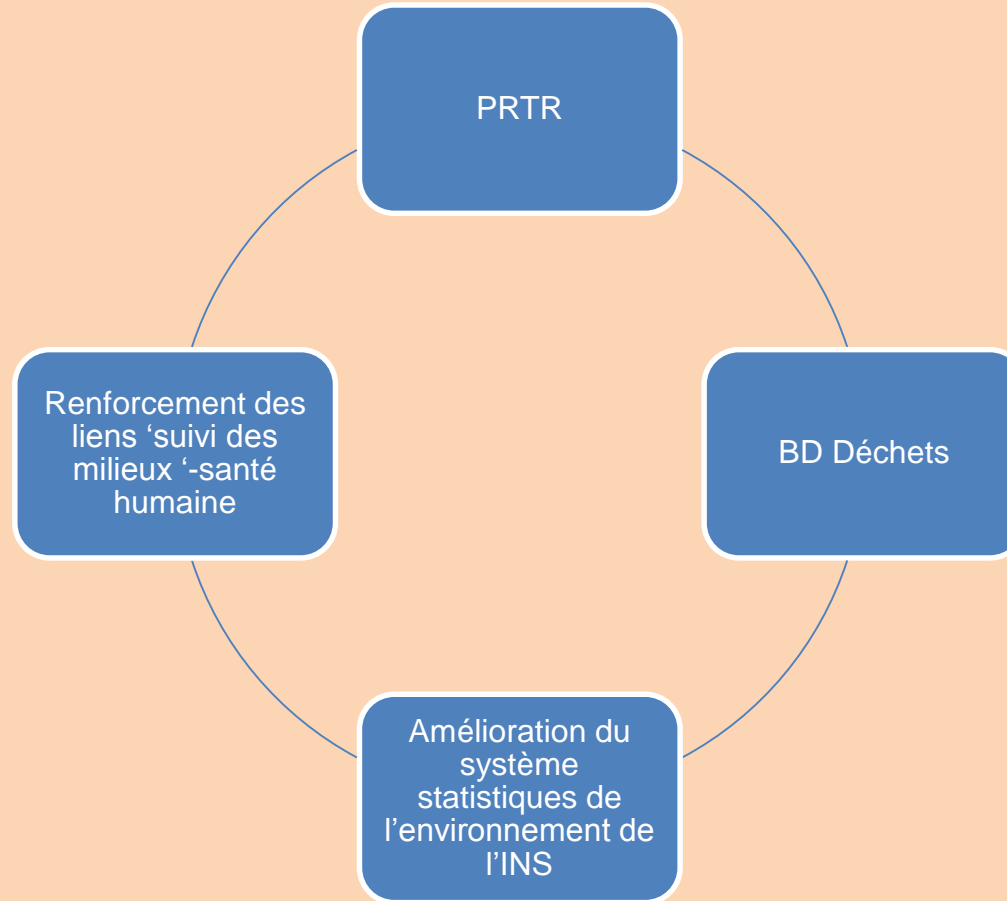 PRTR
BD Déchets
Amélioration du
système
statistiques de
l’environnement de
l’INS
Renforcement des
liens ‘suivi des
milieux ‘-santé
humaine